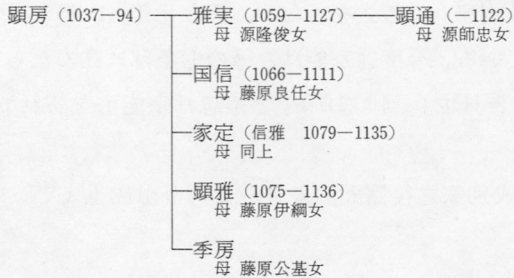 顕房（1037—94） 雅実（1059—1127） 顕通（—1122）
母 源隆俊女 母 源師忠女
国信（1066—1111）
母 藤原良任女
家定（信雅 1079—1135）
母 同上
顕雅（1075—1136）
母 藤原伊綱女
季房
母 藤原公基女